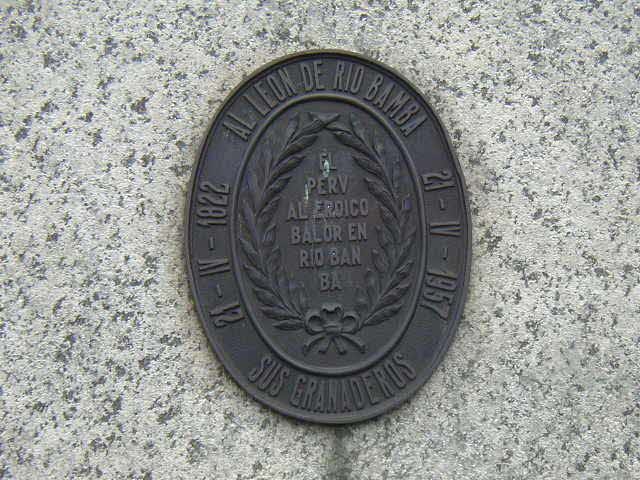 AL LEON DE RIO BAMBA
21 - IV - 1822
21 - IV - 1957
EL
PERV
AL EROICO
BALOR EN
RIO BAN
BA
SUS GRANADEROS